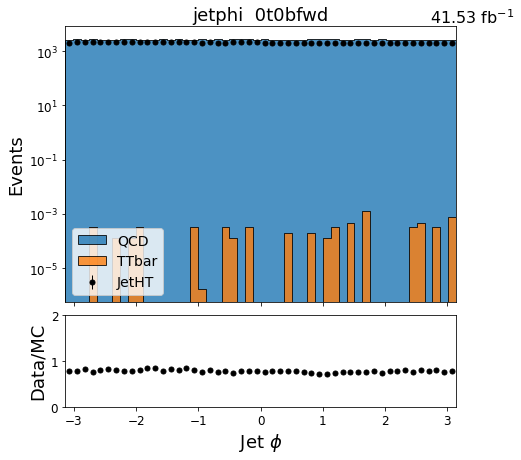 jetphi 0t0bfwd
41.53 fb⁻¹
Events
10³
10¹
10⁻¹
10⁻³
10⁻⁵
QCD
TTbar
JetHT
Data/MC
2
1
0
−3 −2 −1 0 1 2 3
Jet ϕ